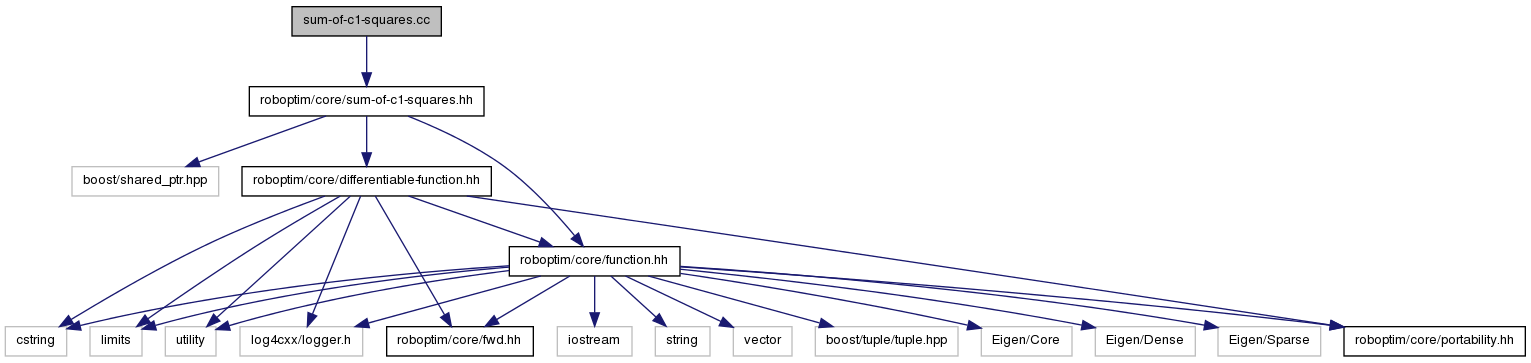 sum-of-c1-squares.cc
roboptim/core/sum-of-c1-squares.hh
boost/shared_ptr.hpp
roboptim/core/differentiable-function.hh
roboptim/core/function.hh
cstring
limits
utility
log4cxx/logger.h
roboptim/core/fwd.hh
iostream
string
vector
boost/tuple/tuple.hpp
Eigen/Core
Eigen/Dense
Eigen/Sparse
roboptim/core/portability.hh